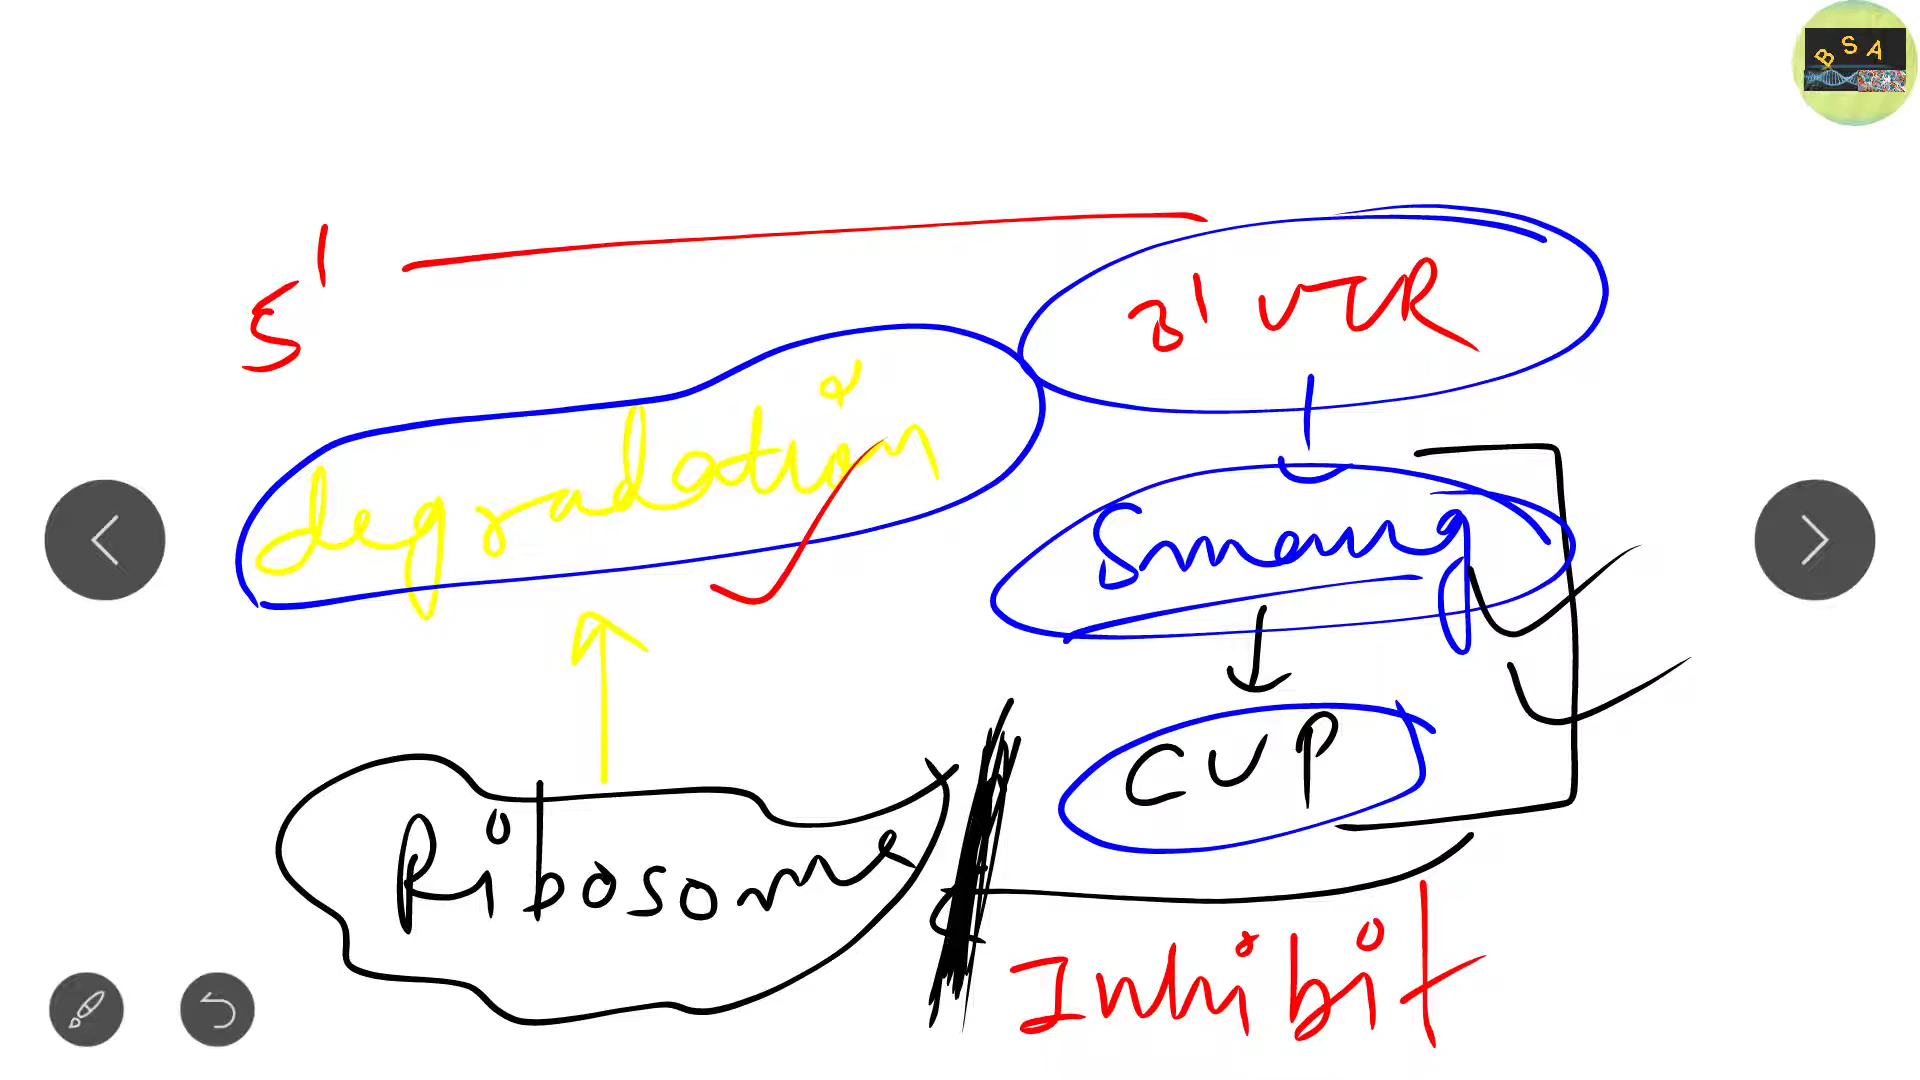 BSA
5'
3' UTR
degradation
Smaug
CUP
Ribosome
Inhibit